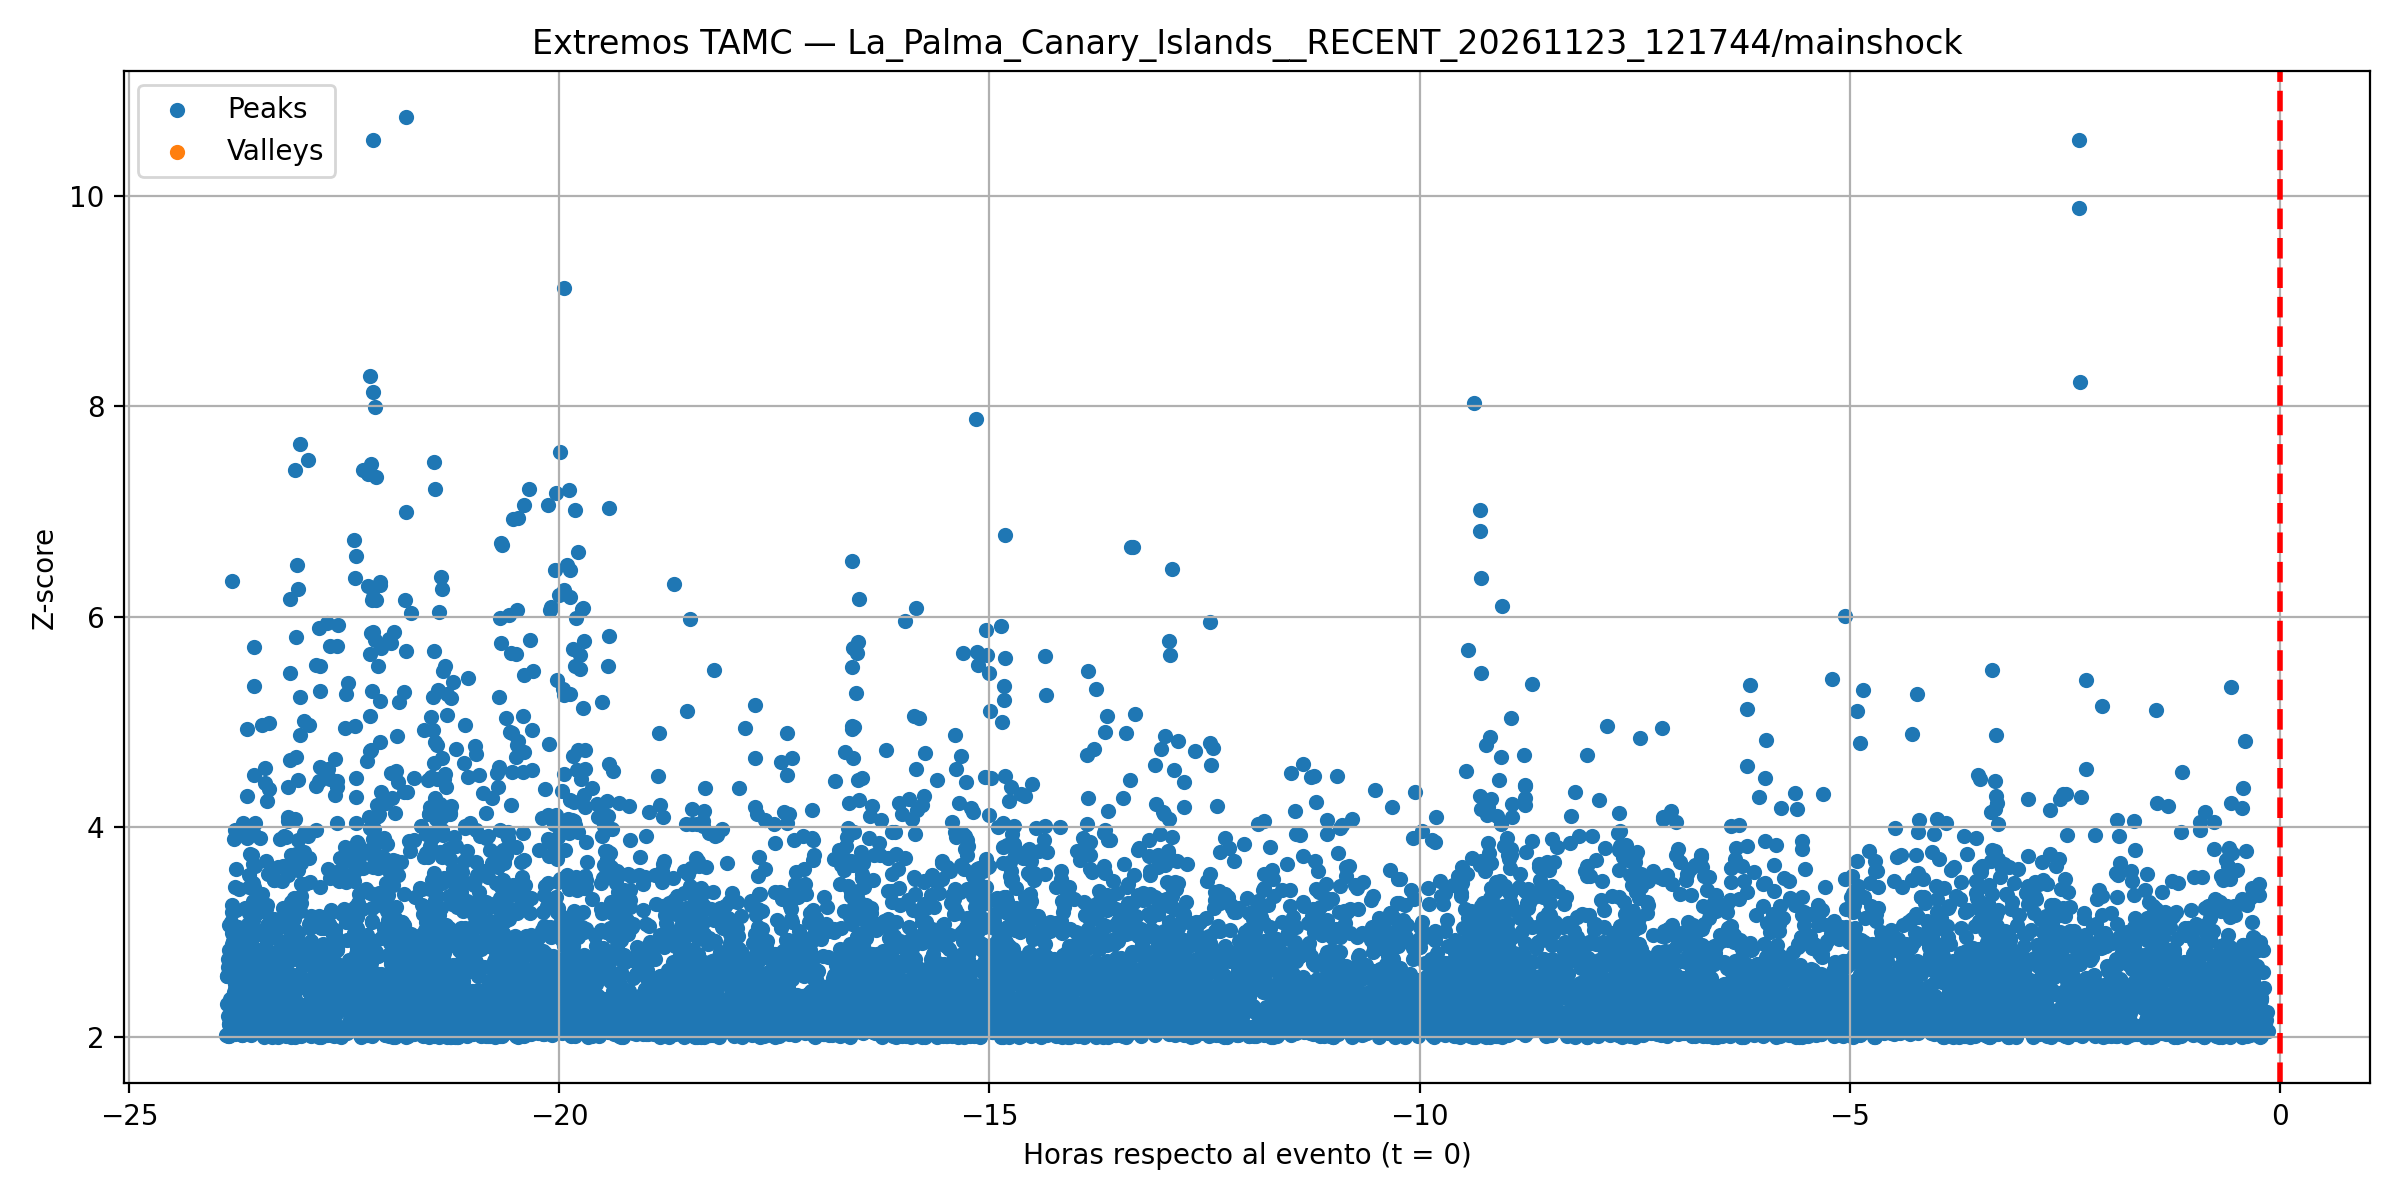 Extremos TAMC — La_Palma_Canary_Islands__RECENT_20261123_121744/mainshock
Peaks
Valleys
10
8
6
4
2
Z-score
−25
−20
−15
−10
−5
0
Horas respecto al evento (t = 0)